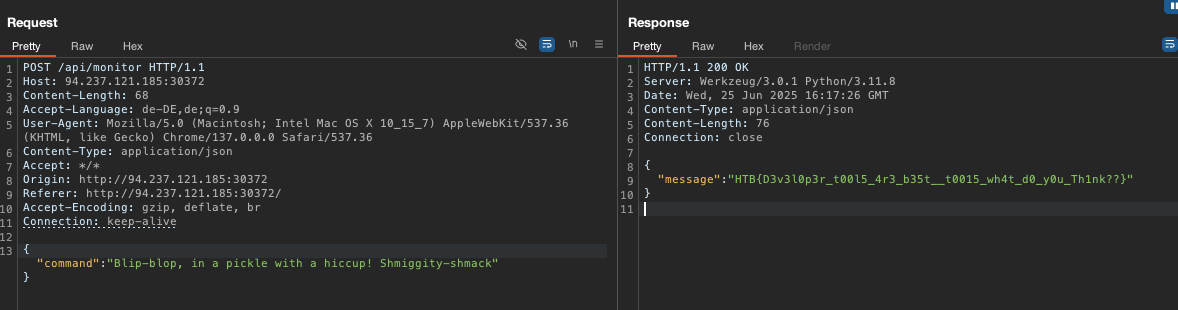 Request
Pretty Raw Hex \n
1 POST /api/monitor HTTP/1.1
2 Host: 94.237.121.185:30372
3 Content-Length: 68
4 Accept-Language: de-DE,de;q=0.9
5 User-Agent: Mozilla/5.0 (Macintosh; Intel Mac OS X 10_15_7) AppleWebKit/537.36
(KHTML, like Gecko) Chrome/137.0.0.0 Safari/537.36
6 Content-Type: application/json
7 Accept: */*
8 Origin: http://94.237.121.185:30372
9 Referer: http://94.237.121.185:30372/
10 Accept-Encoding: gzip, deflate, br
11 Connection: keep-alive
12
13 {
"command":"Blip-blop, in a pickle with a hiccup! Shmiggity-shmack"
}
Response
Pretty Raw Hex Render
1 HTTP/1.1 200 OK
2 Server: Werkzeug/3.0.1 Python/3.11.8
3 Date: Wed, 25 Jun 2025 16:17:26 GMT
4 Content-Type: application/json
5 Content-Length: 76
6 Connection: close
7
8 {
9 "message":"HTB{D3v3l0p3r_t00l5_4r3_b35t__t0015_wh4t_d0_y0u_Th1nk??}"
10 }
11